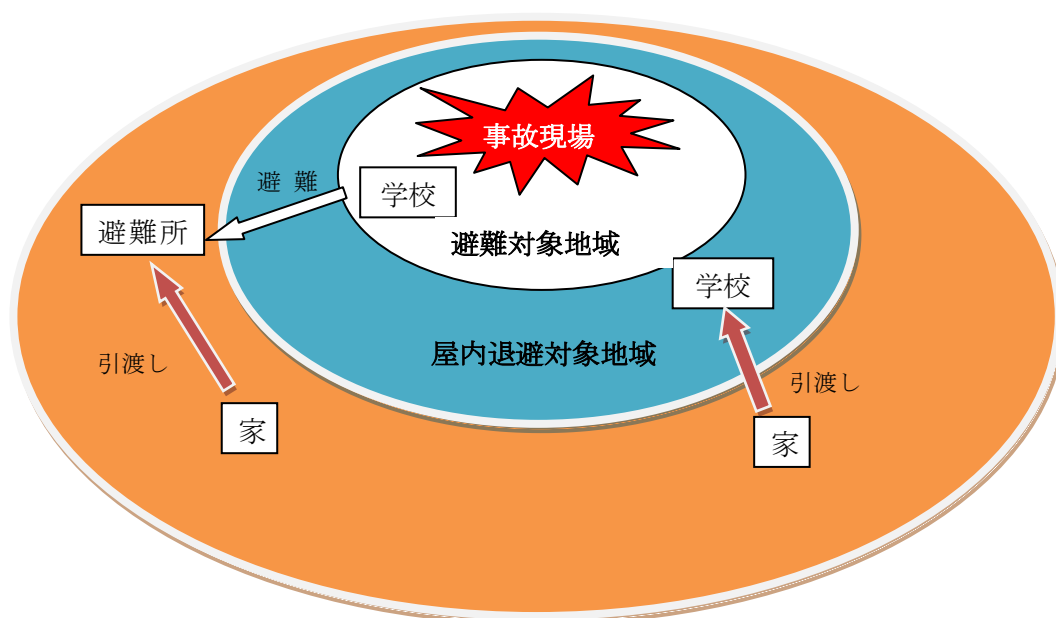 事故現場
避 難
学校
避難所
避難対象地域
学校
屋内退避対象地域
引渡し
引渡し
家
家